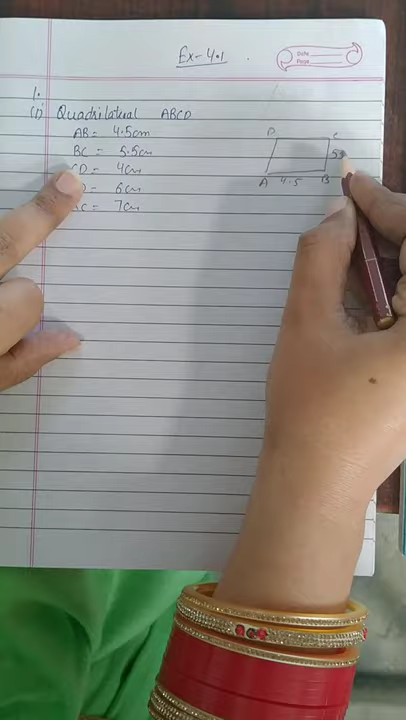 Ex-4.1
Date
Page
1.
(i) Quadrilateral ABCD
AB = 4.5cm
BC = 5.5cm
CD = 4cm
D = 6cm
AC = 7cm
D C
A 4.5 B